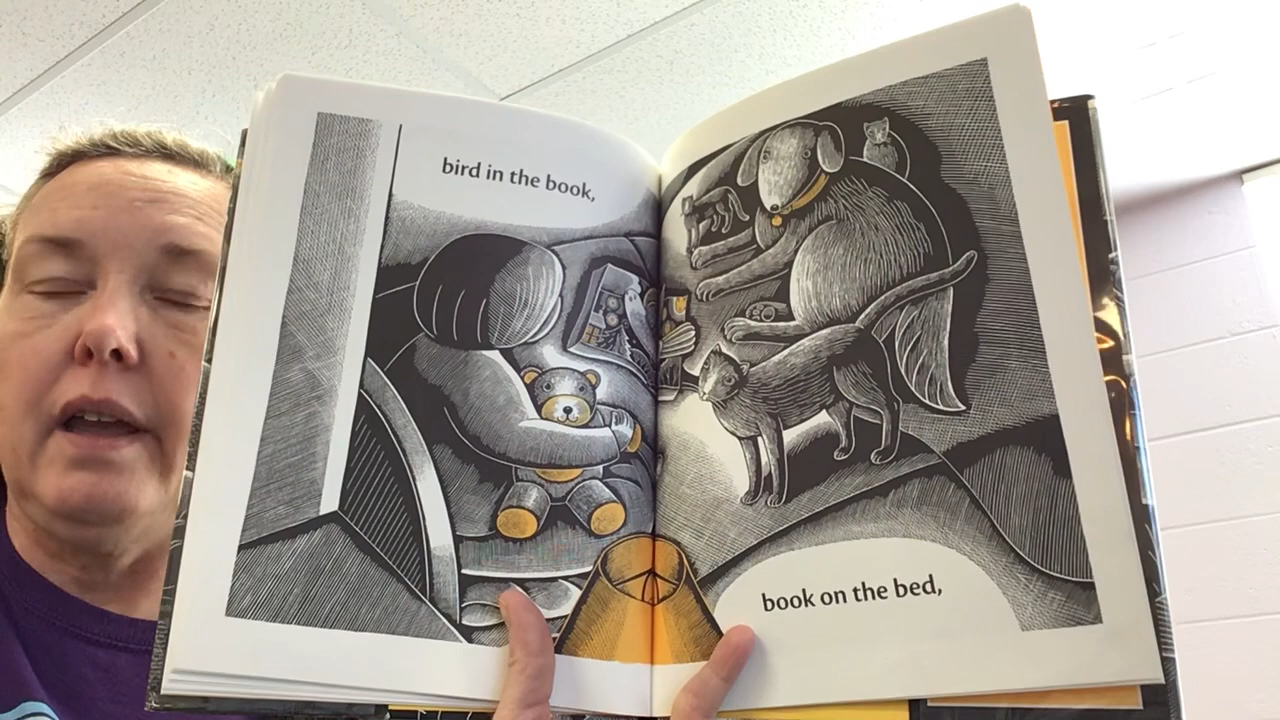 bird in the book,
book on the bed,